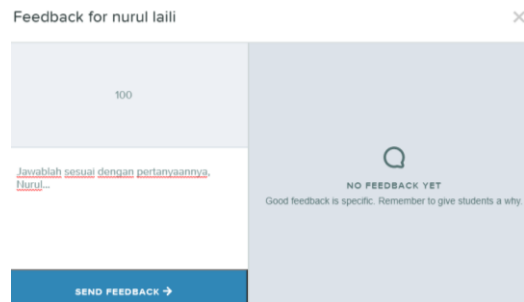 Feedback for nurul laili
100
Jawablah sesuai dengan pertanyaannya,
Nurul...
SEND FEEDBACK →
NO FEEDBACK YET
Good feedback is specific. Remember to give students a why.